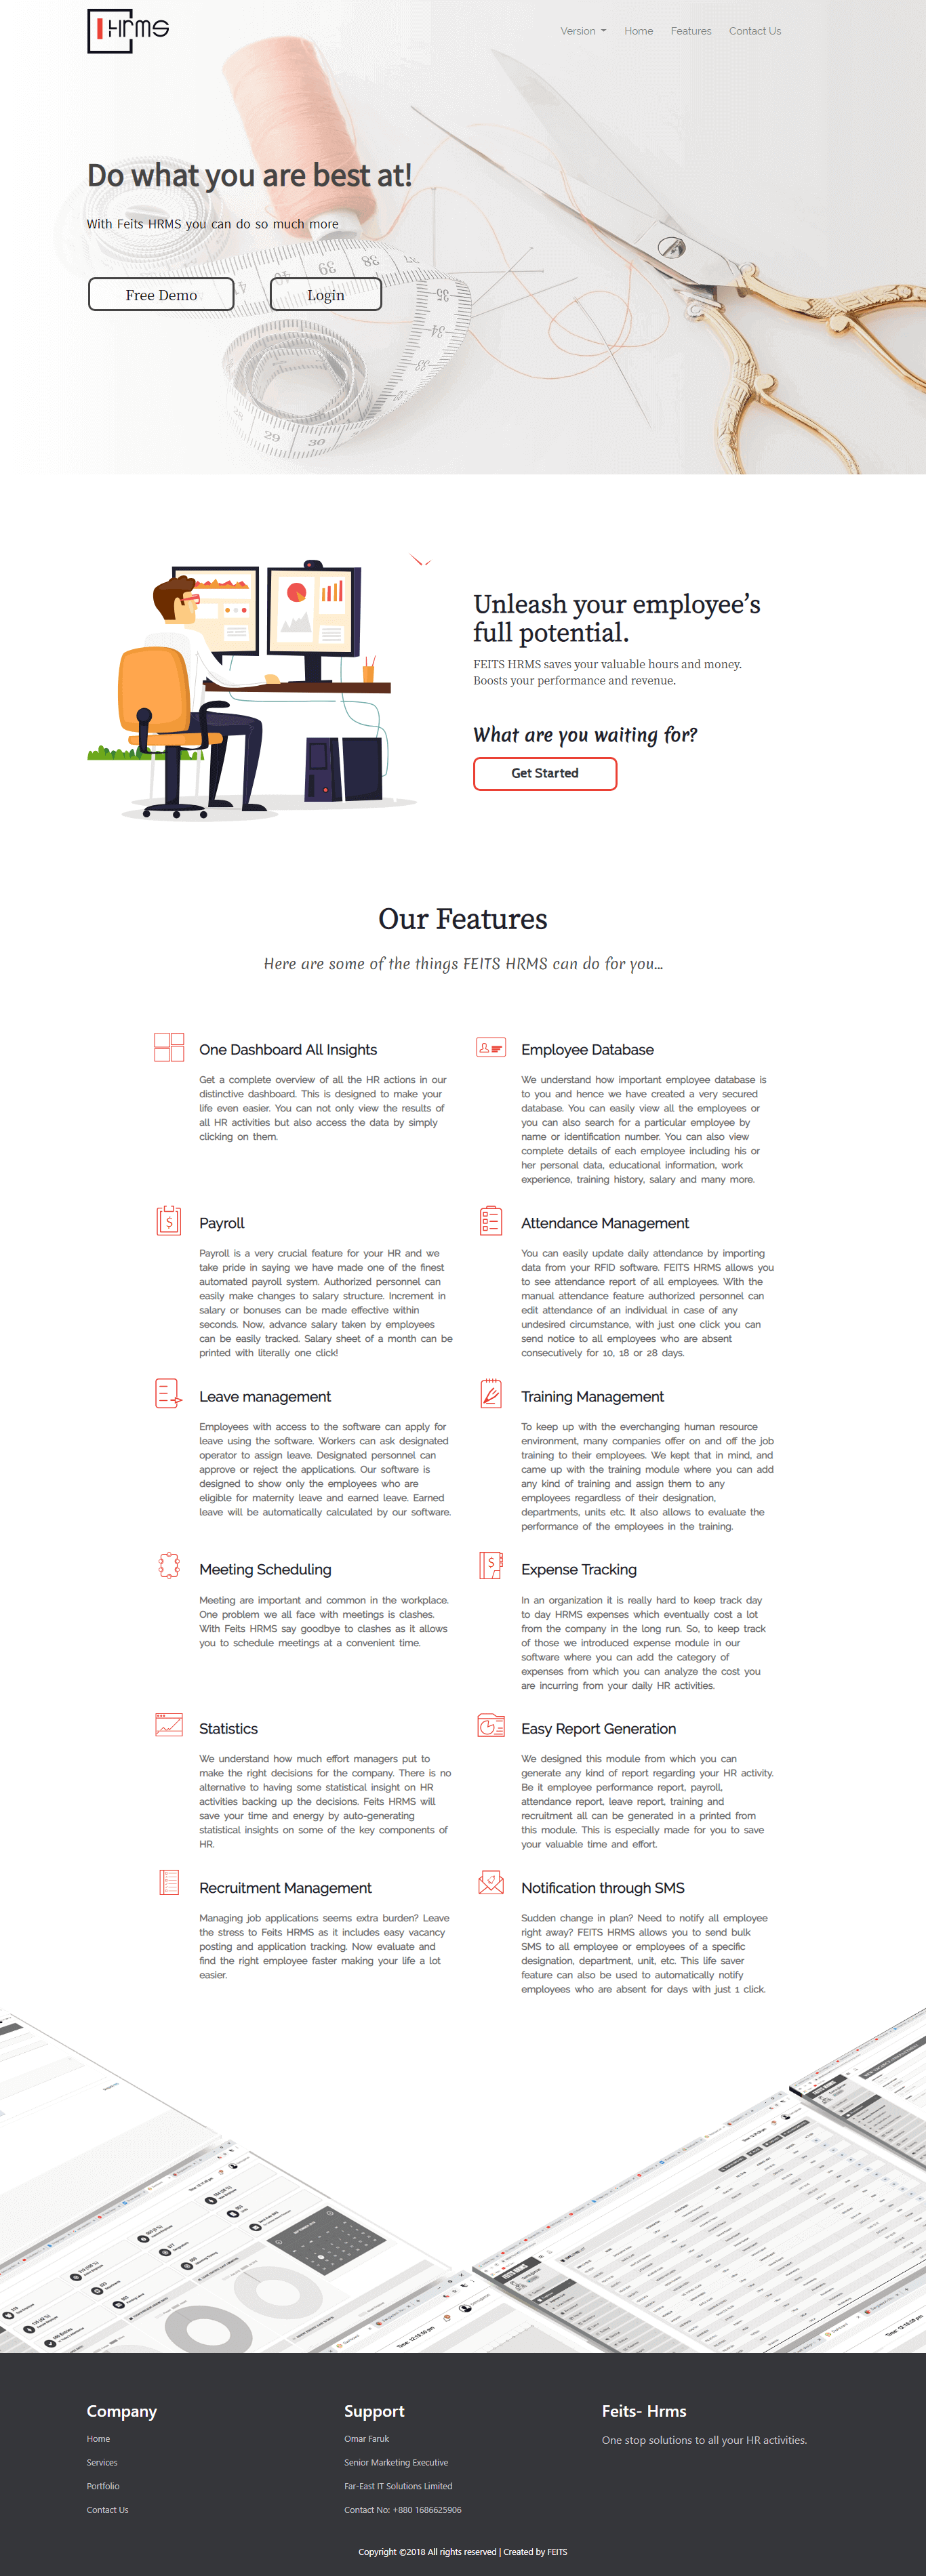 HRMS
Version
Home
Features
Contact Us
Do what you are best at!
With Feits HRMS you can do so much more
Free Demo
Login
Unleash your employee’s
full potential.
FEITS HRMS saves your valuable hours and money.
Boosts your performance and revenue.
What are you waiting for?
Get Started
Our Features
Here are some of the things FEITS HRMS can do for you...
One Dashboard All Insights
Get a complete overview of all the HR actions in our
distinctive dashboard. This is designed to make your
life even easier. You can not only view the results of
all HR activities but also access the data by simply
clicking on them.
Employee Database
We understand how important employee database is
to you and hence we have created a very secured
database. You can easily view all the employees or
you can also search for a particular employee by
name or identification number. You can also view
complete details of each employee including his or
her personal data, educational information, work
experience, training history, salary and many more.
Payroll
Payroll is a very crucial feature for your HR and we
take pride in saying we have made one of the finest
automated payroll system. Authorized personnel can
easily make changes to salary structure. Increment in
salary or bonuses can be made effective within
seconds. Now, advance salary taken by employees
can be easily tracked. Salary sheet of a month can be
printed with literally one click!
Attendance Management
You can easily update daily attendance by importing
data from your RFID software. FEITS HRMS allows you
to see attendance report of all employees. With the
manual attendance feature authorized personnel can
edit attendance of an individual in case of any
undesired circumstance, with just one click you can
send notice to all employees who are absent
consecutively for 10, 18 or 28 days.
Leave management
Employees with access to the software can apply for
leave using the software. Workers can ask designated
operator to assign leave. Designated personnel can
approve or reject the applications. Our software is
designed to show only the employees who are
eligible for maternity leave and earned leave. Earned
leave will be automatically calculated by our software.
Training Management
To keep up with the everchanging human resource
environment, many companies offer on and off the job
training to their employees. We kept that in mind, and
came up with the training module where you can add
any kind of training and assign them to any
employees regardless of their designation,
departments, units etc. It also allows to evaluate the
performance of the employees in the training.
Meeting Scheduling
Meeting are important and common in the workplace.
One problem we all face with meetings is clashes.
With Feits HRMS say goodbye to clashes as it allows
you to schedule meetings at a convenient time.
Expense Tracking
In an organization it is really hard to keep track day
to day HRMS expenses which eventually cost a lot
from the company in the long run. So, to keep track
of those we introduced expense module in our
software where you can add the category of
expenses from which you can analyze the cost you
are incurring from your daily HR activities.
Statistics
We understand how much effort managers put to
make the right decisions for the company. There is no
alternative to having some statistical insight on HR
activities backing up the decisions. Feits HRMS will
save your time and energy by auto-generating
statistical insights on some of the key components of
HR.
Easy Report Generation
We designed this module from which you can
generate any kind of report regarding your HR activity.
Be it employee performance report, payroll,
attendance report, leave report, training and
recruitment all can be generated in a printed from
this module. This is especially made for you to save
your valuable time and effort.
Recruitment Management
Managing job applications seems extra burden? Leave
the stress to Feits HRMS as it includes easy vacancy
posting and application tracking. Now evaluate and
find the right employee faster making your life a lot
easier.
Notification through SMS
Sudden change in plan? Need to notify all employee
right away? FEITS HRMS allows you to send bulk
SMS to all employee or employees of a specific
designation, department, unit, etc. This life saver
feature can also be used to automatically notify
employees who are absent for days with just 1 click.
Company
Home
Services
Portfolio
Contact Us
Support
Omar Faruk
Senior Marketing Executive
Far-East IT Solutions Limited
Contact No: +880 1686625906
Feits- Hrms
One stop solutions to all your HR activities.
Copyright ©2018 All rights reserved | Created by FEITS